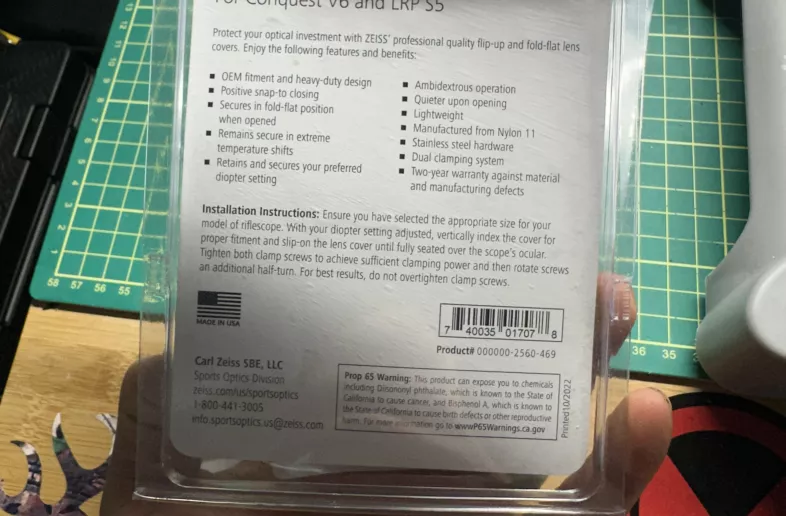 For Conquest V6 and LRP S5
Protect your optical investment with ZEISS' professional quality flip-up and fold-flat lens
covers. Enjoy the following features and benefits:
■ OEM fitment and heavy-duty design
■ Positive snap-to closing
■ Secures in fold-flat position
when opened
■ Remains secure in extreme
temperature shifts
■ Retains and secures your preferred
diopter setting
■ Ambidextrous operation
■ Quieter upon opening
■ Lightweight
■ Manufactured from Nylon 11
■ Stainless steel hardware
■ Dual clamping system
■ Two-year warranty against material
and manufacturing defects
Installation Instructions: Ensure you have selected the appropriate size for your
model of riflescope. With your diopter setting adjusted, vertically index the cover for
proper fitment and slip-on the lens cover until fully seated over the scope's ocular.
Tighten both clamp screws to achieve sufficient clamping power and then rotate screws
an additional half-turn. For best results, do not overtighten clamp screws.
MADE IN USA
7 40035 01707 8
Product# 000000-2560-469
Carl Zeiss SBE, LLC
Sports Optics Division
zeiss.com/us/sportsoptics
1-800-441-3005
info.sportsoptics.us@zeiss.com
Prop 65 Warning: This product can expose you to chemicals
including Diisononyl phthalate, which is known to the State of
California to cause cancer, and Bisphenol A, which is known to
the State of California to cause birth defects or other reproductive
harm. For more information go to www.P65Warnings.ca.gov
Printed10/2022
13
12
11
5
4
3
2
1
58 57 56 55
36 35